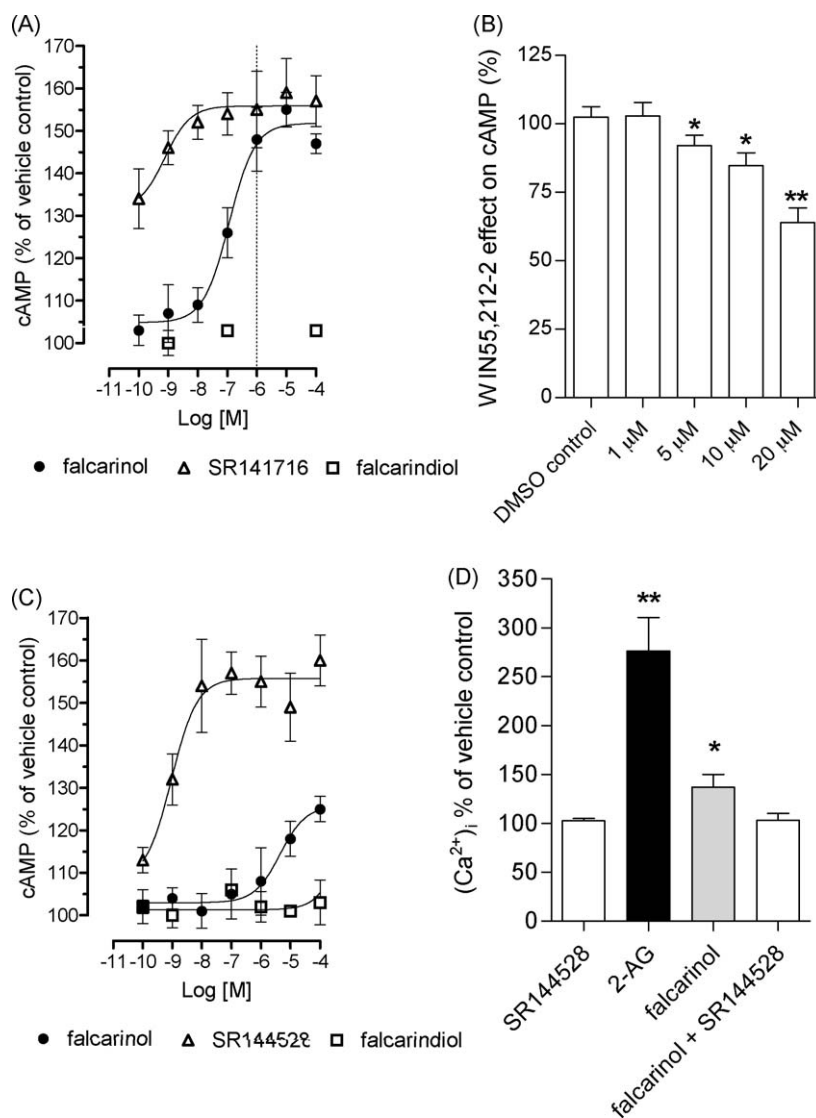 (A)
cAMP (% of vehicle control)
170
160
150
140
130
120
110
100
-11 -10 -9 -8 -7 -6 -5 -4
Log [M]
● falcarinol △ SR141716 □ falcarindiol
(B)
WIN55,212-2 effect on cAMP (%)
125
100
75
50
25
0
* * **
DMSO control
1 µM
5 µM
10 µM
20 µM
(C)
cAMP (% of vehicle control)
170
160
150
140
130
120
110
100
-11 -10 -9 -8 -7 -6 -5 -4
Log [M]
● falcarinol △ SR144528 □ falcarindiol
(D)
(Ca²⁺)ᵢ % of vehicle control
350
300
250
200
150
100
50
0
** *
SR144528
2-AG
falcarinol
falcarinol + SR144528